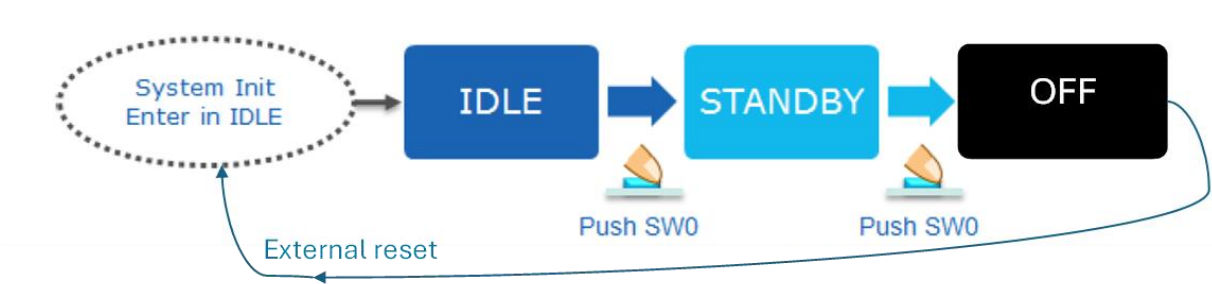 System Init
Enter in IDLE
IDLE
STANDBY
OFF
Push SW0
Push SW0
External reset